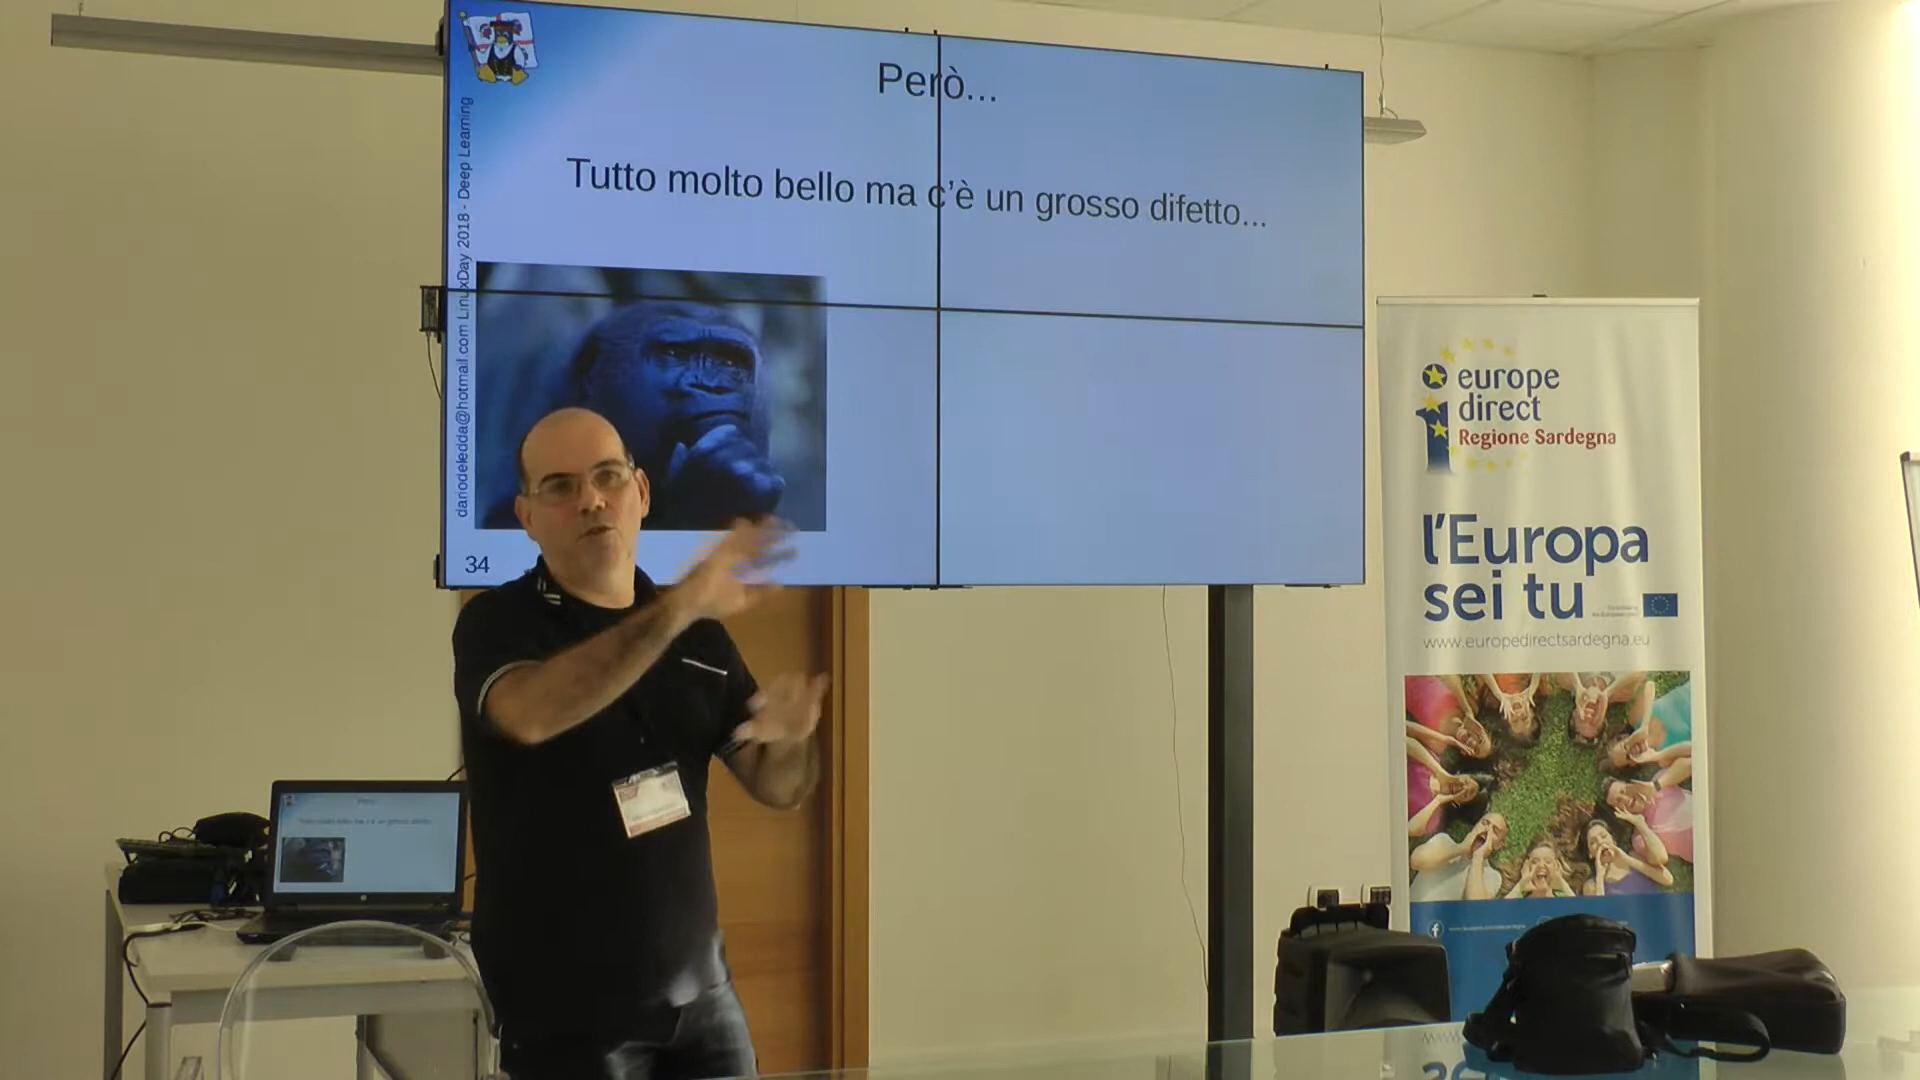 Però...
Tutto molto bello ma c'è un grosso difetto...
dariodeledda@hotmail.com LinuxDay 2018 - Deep Learning
34
europe
direct
Regione Sardegna
l'Europa
sei tu
www.europedirectsardegna.eu